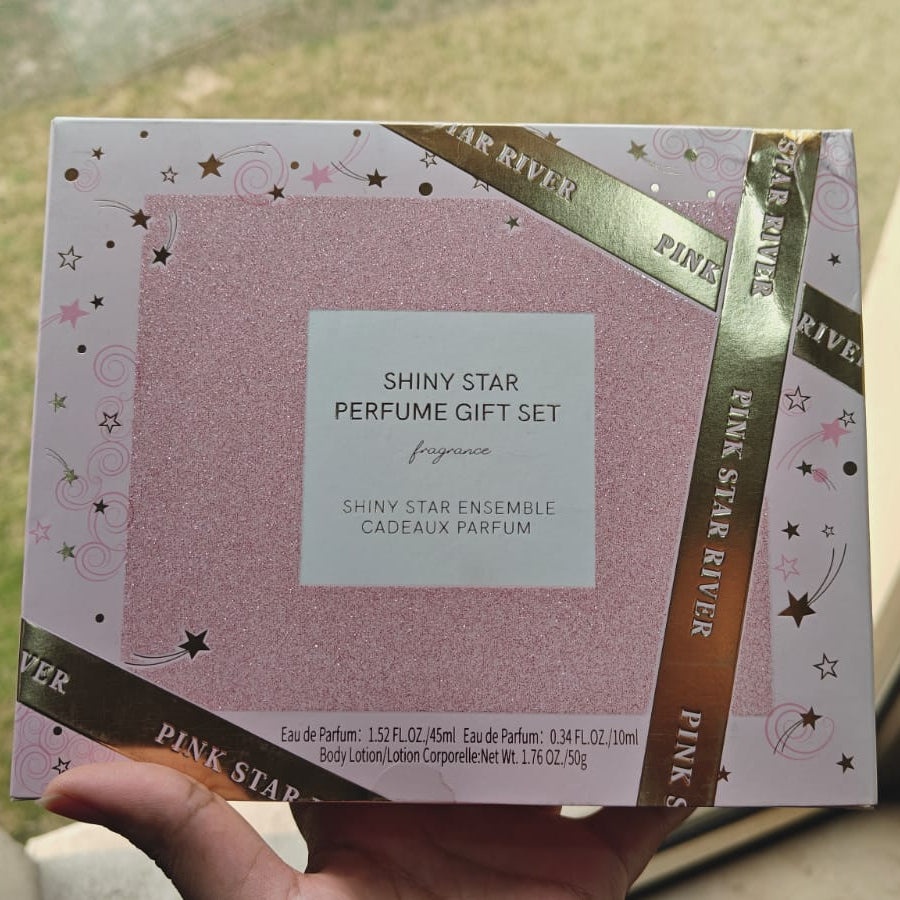 TAR RIVER
PINK
STAR RIVER
RIVE
SHINY STAR
PERFUME GIFT SET
fragrance
SHINY STAR ENSEMBLE
CADEAUX PARFUM
PINK STAR RIVER
VER
PINK STAR
PINK S
Eau de Parfum: 1.52 FL.OZ./45ml Eau de Parfum: 0.34 FL.OZ./10ml
Body Lotion/Lotion Corporelle:Net Wt. 1.76 OZ./50g